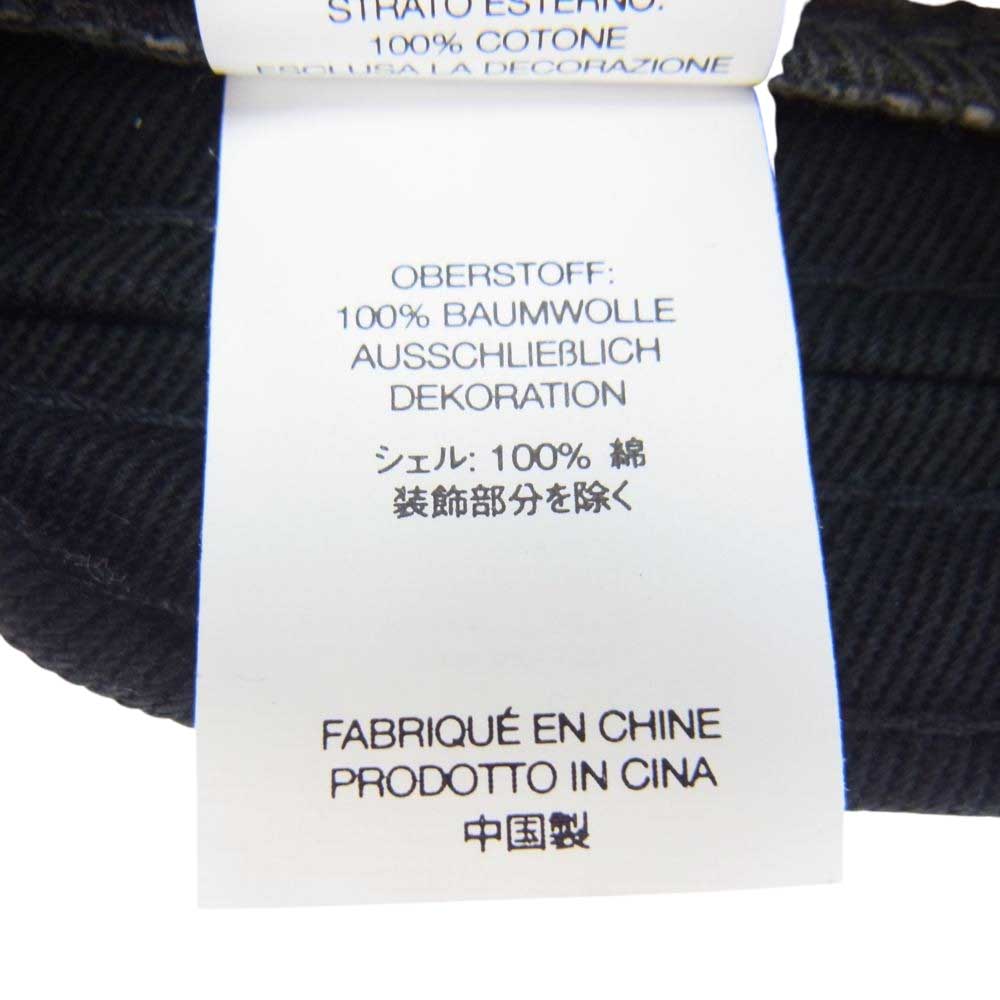 STRATO ESTERNO:
100% COTONE
ESCLUSA LA DECORAZIONE
OBERSTOFF:
100% BAUMWOLLE
AUSSCHLIEßLICH
DEKORATION
シェル: 100% 綿
装飾部分を除く
FABRIQUÉ EN CHINE
PRODOTTO IN CINA
中国製